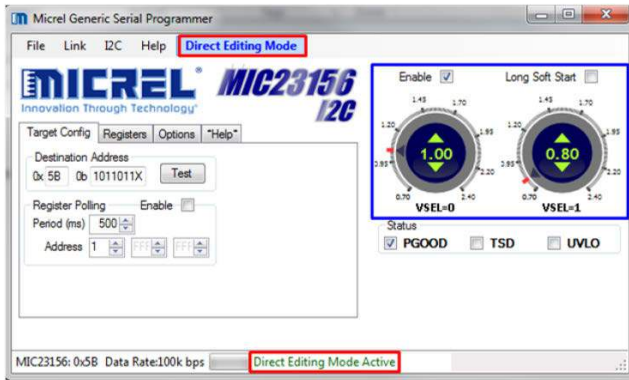 Micrel Generic Serial Programmer
File Link I2C Help Direct Editing Mode
MICREL®
Innovation Through Technology®
MIC23156
I2C
Target Config Registers Options "Help"
Destination Address
0x 5B 0b 1011011X Test
Register Polling Enable
Period (ms) 500
Address 1 FFF FFF
Enable Long Soft Start
1.45 1.70
1.20 1.95
0.95 2.20
0.70 2.40
1.00
VSEL=0
1.45 1.70
1.20 1.95
0.95 2.20
0.70 2.40
0.80
VSEL=1
Status
PGOOD TSD UVLO
MIC23156: 0x5B Data Rate:100k bps Direct Editing Mode Active